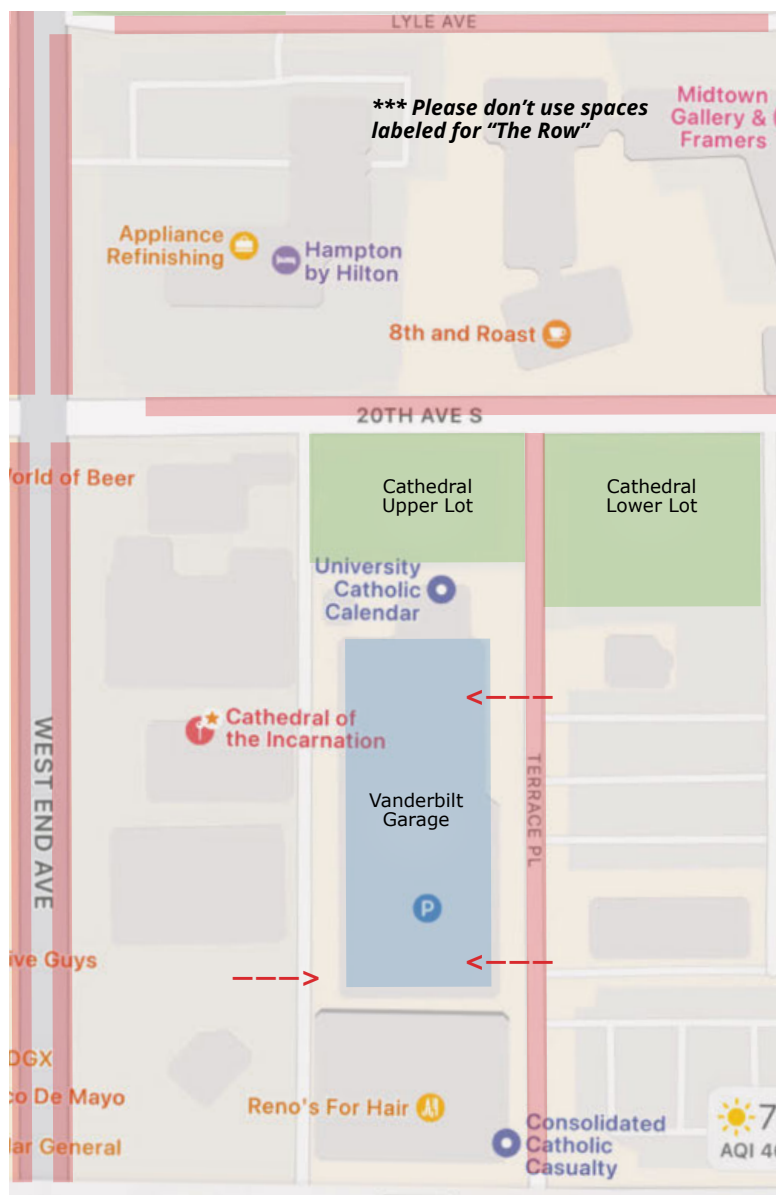 LYLE AVE
*** Please don't use spaces
labeled for “The Row”
Midtown
Gallery &
Framers
Appliance
Refinishing
Hampton
by Hilton
8th and Roast
20TH AVE S
World of Beer
Cathedral
Upper Lot
Cathedral
Lower Lot
University
Catholic
Calendar
Cathedral of
the Incarnation
WEST END AVE
TERRACE PL
Vanderbilt
Garage
P
ive Guys
DGX
co De Mayo
lar General
Reno's For Hair
Consolidated
Catholic
Casualty
7
AQI 4